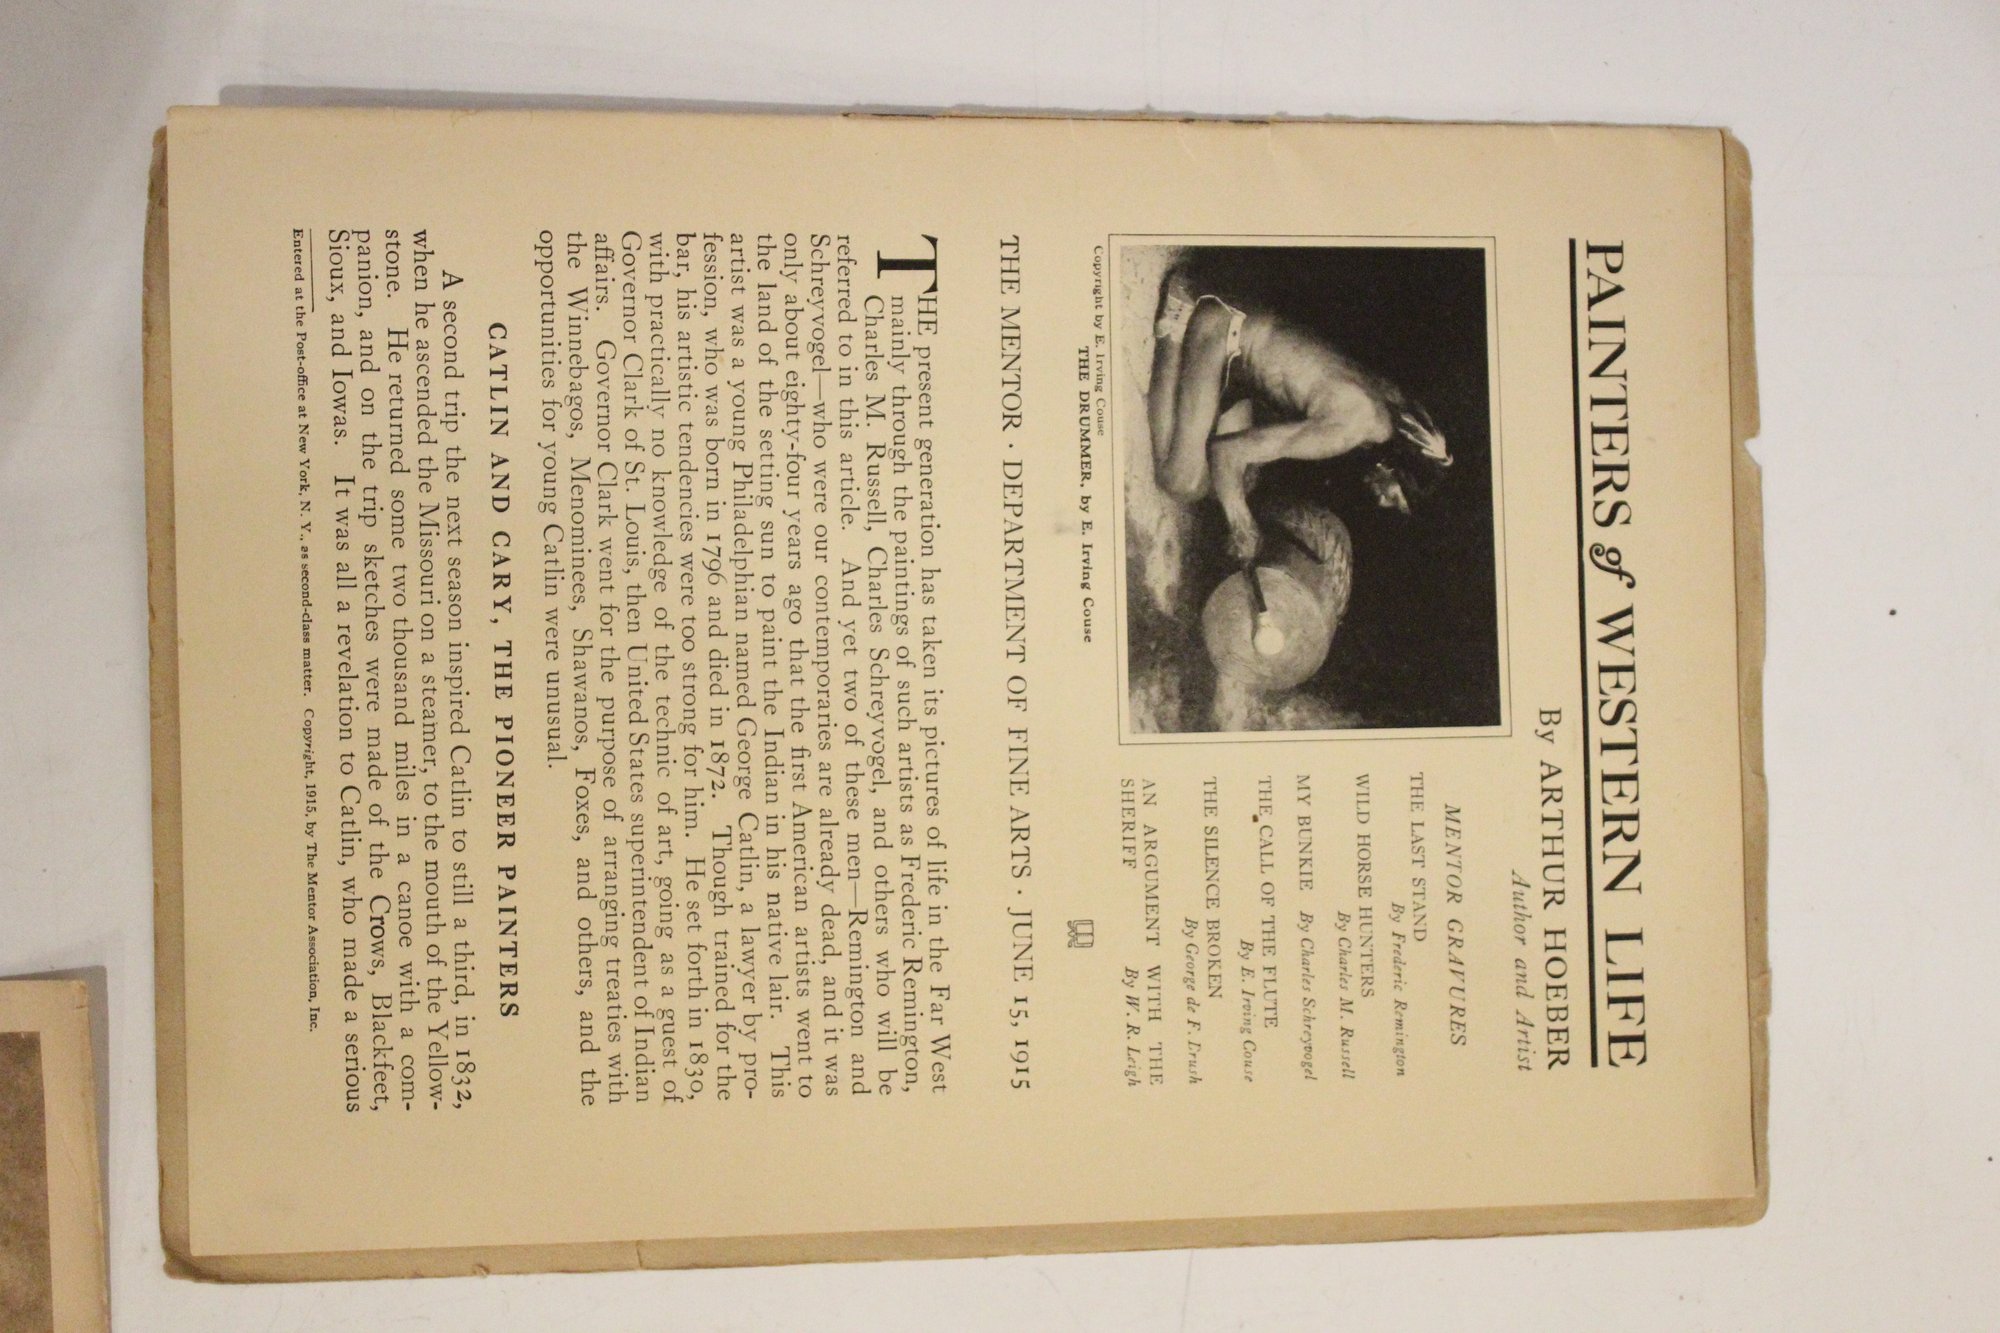 PAINTERS of WESTERN LIFE
By ARTHUR HOEBER
Author and Artist
MENTOR GRAVURES
THE LAST STAND
By Frederic Remington
WILD HORSE HUNTERS
By Charles M. Russell
MY BUNKIE By Charles Schreyvogel
THE CALL OF THE FLUTE
By E. Irving Couse
THE SILENCE BROKEN
By George de F. Brush
AN ARGUMENT WITH THE
SHERIFF By W. R. Leigh
Copyright by E. Irving Couse
THE DRUMMER, by E. Irving Couse
THE MENTOR · DEPARTMENT OF FINE ARTS · JUNE 15, 1915
THE present generation has taken its pictures of life in the Far West
mainly through the paintings of such artists as Frederic Remington,
Charles M. Russell, Charles Schreyvogel, and others who will be
referred to in this article. And yet two of these men—Remington and
Schreyvogel—who were our contemporaries are already dead, and it was
only about eighty-four years ago that the first American artists went to
the land of the setting sun to paint the Indian in his native lair. This
artist was a young Philadelphian named George Catlin, a lawyer by pro-
fession, who was born in 1796 and died in 1872. Though trained for the
bar, his artistic tendencies were too strong for him. He set forth in 1830,
with practically no knowledge of the technic of art, going as a guest of
Governor Clark of St. Louis, then United States superintendent of Indian
affairs. Governor Clark went for the purpose of arranging treaties with
the Winnebagos, Menominees, Shawanos, Foxes, and others, and the
opportunities for young Catlin were unusual.
CATLIN AND CARY, THE PIONEER PAINTERS
A second trip the next season inspired Catlin to still a third, in 1832,
when he ascended the Missouri on a steamer, to the mouth of the Yellow-
stone. He returned some two thousand miles in a canoe with a com-
panion, and on the trip sketches were made of the Crows, Blackfeet,
Sioux, and Iowas. It was all a revelation to Catlin, who made a serious
Entered at the Post-office at New York, N. Y., as second-class matter. Copyright, 1915, by The Mentor Association, Inc.